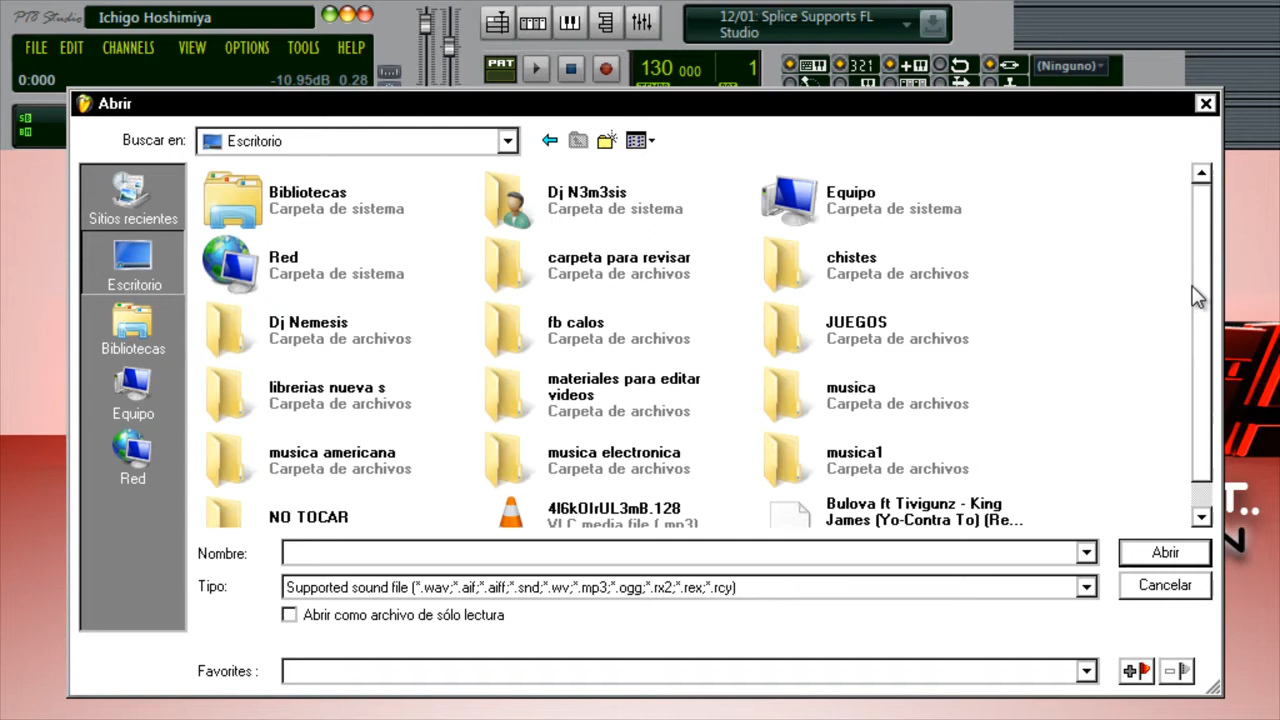 PT8 Studio
Ichigo Hoshimiya
FILE EDIT CHANNELS VIEW OPTIONS TOOLS HELP
0:000
-10.95dB 0.28
12/01: Splice Supports FL
Studio
PAT
130 000
TEMPO
PAT
1
321
(Ninguno)
Abrir
Buscar en:
Escritorio
Sitios recientes
Escritorio
Bibliotecas
Equipo
Red
Bibliotecas
Carpeta de sistema
Dj N3m3sis
Carpeta de sistema
Equipo
Carpeta de sistema
Red
Carpeta de sistema
carpeta para revisar
Carpeta de archivos
chistes
Carpeta de archivos
Dj Nemesis
Carpeta de archivos
fb calos
Carpeta de archivos
JUEGOS
Carpeta de archivos
librerias nueva s
Carpeta de archivos
materiales para editar
videos
Carpeta de archivos
musica
Carpeta de archivos
musica americana
Carpeta de archivos
musica electronica
Carpeta de archivos
musica1
Carpeta de archivos
NO TOCAR
VLC media file (.mp3)
Bulova ft Tivigunz - King
James (Yo-Contra To) (Re...
Nombre:
Abrir
Tipo:
Supported sound file (*.wav;*.aif;*.aiff;*.snd;*.wv;*.mp3;*.ogg;*.rx2;*.rex;*.rcy)
Cancelar
Abrir como archivo de sólo lectura
Favorites :